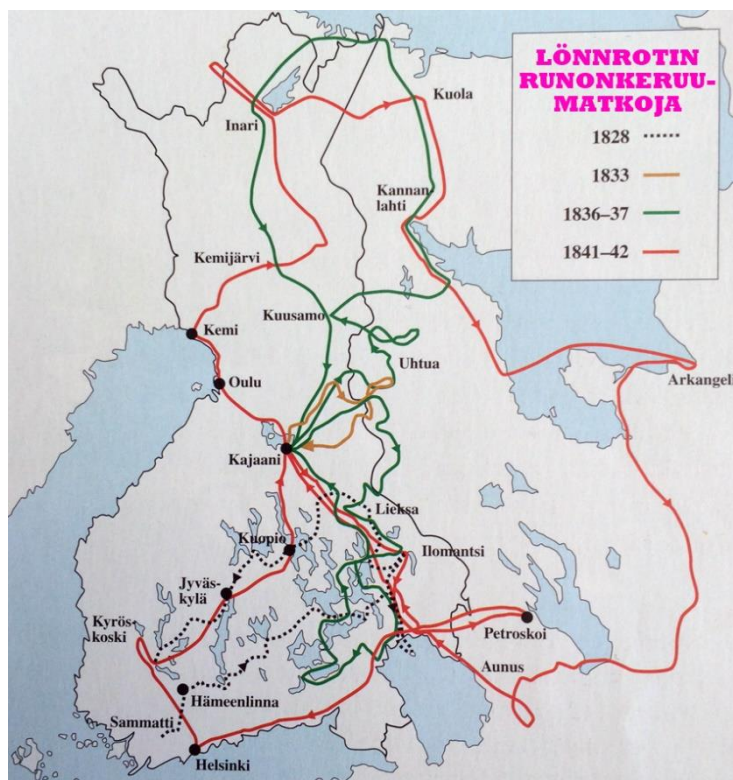 LÖNNROTIN
RUNONKERUU-
MATKOJA
1828
1833
1836–37
1841–42
Kuola
Inari
Kannan-
lahti
Kemijärvi
Kuusamo
Kemi
Uhtua
Oulu
Arkangeli
Kajaani
Lieksa
Kuopio
Ilomantsi
Jyväs-
kylä
Kyrös-
koski
Petroskoi
Aunus
Hämeenlinna
Sammatti
Helsinki